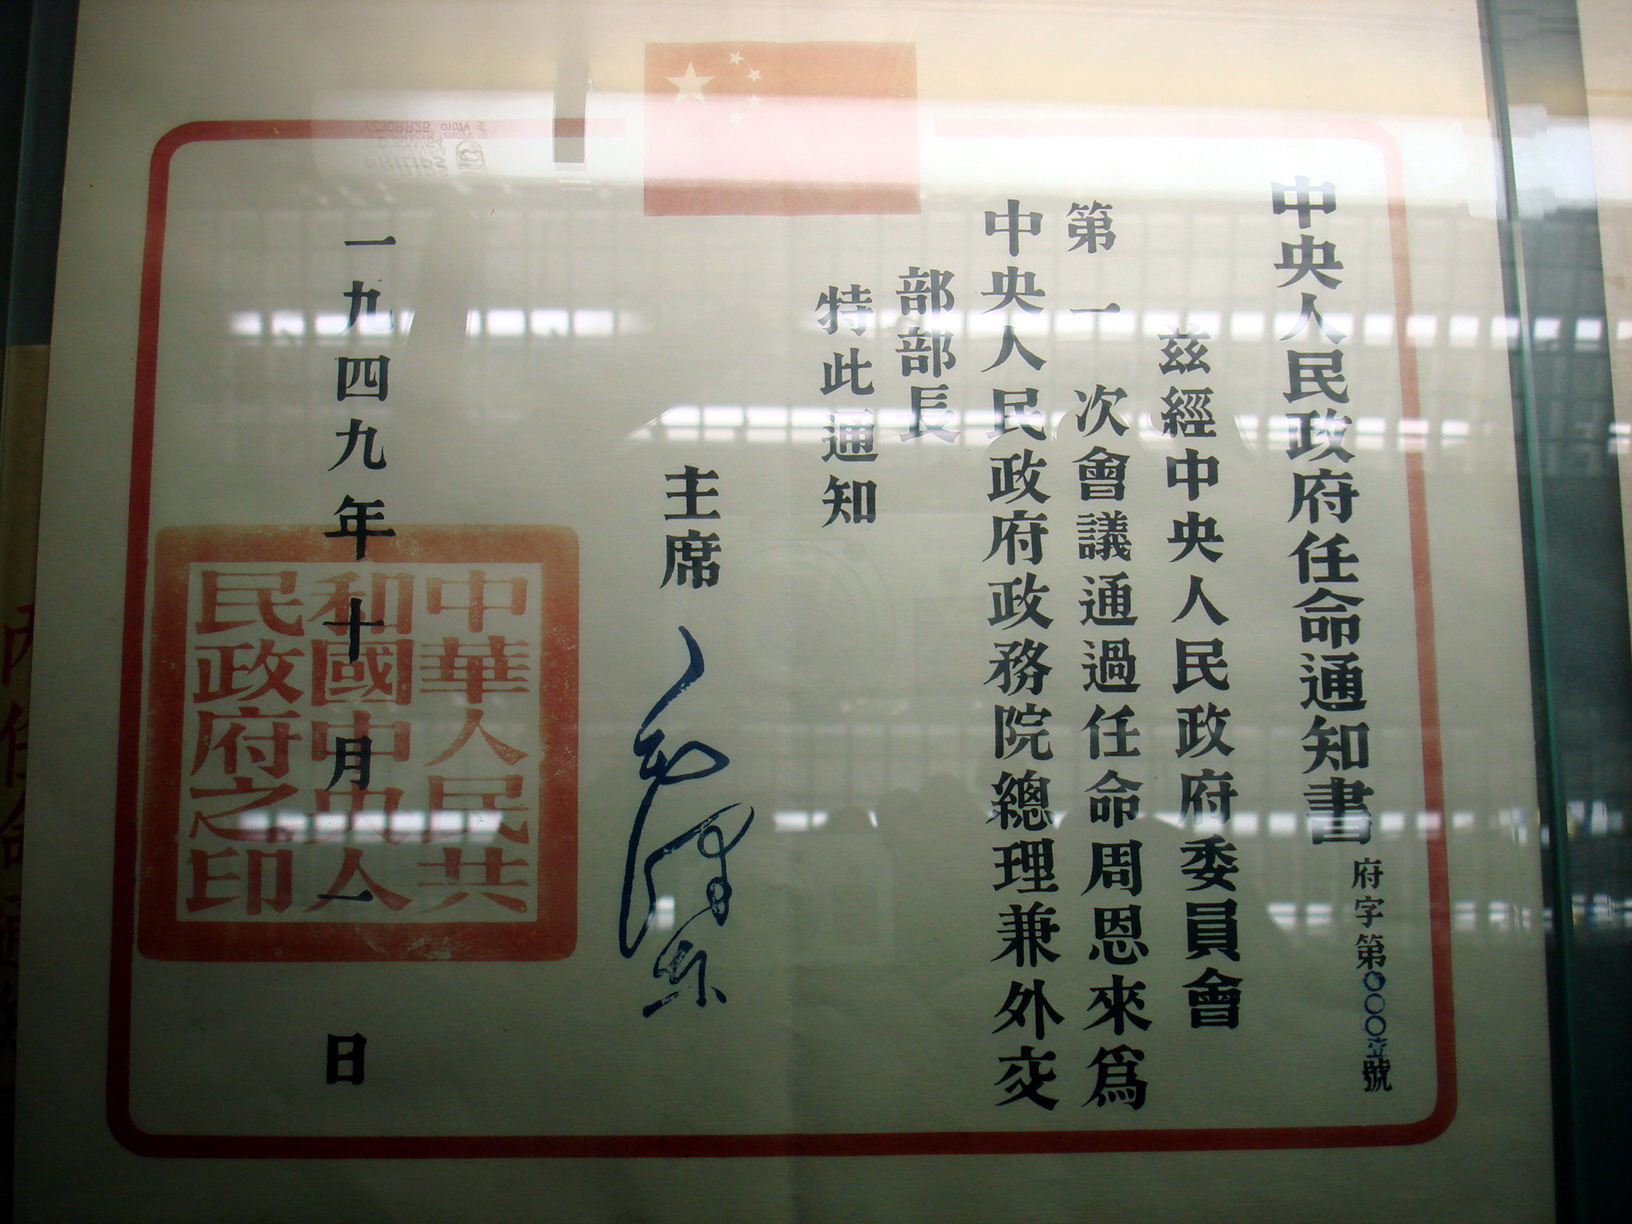 中央人民政府任命通知書
府字第〇〇〇壹號
茲經中央人民政府委員會
第一次會議通過任命周恩來爲
中央人民政府政務院總理兼外交
部部長
特此通知
主席 毛澤東
一九四九年十月一日
中華人民共
和國中央人
民政府之印